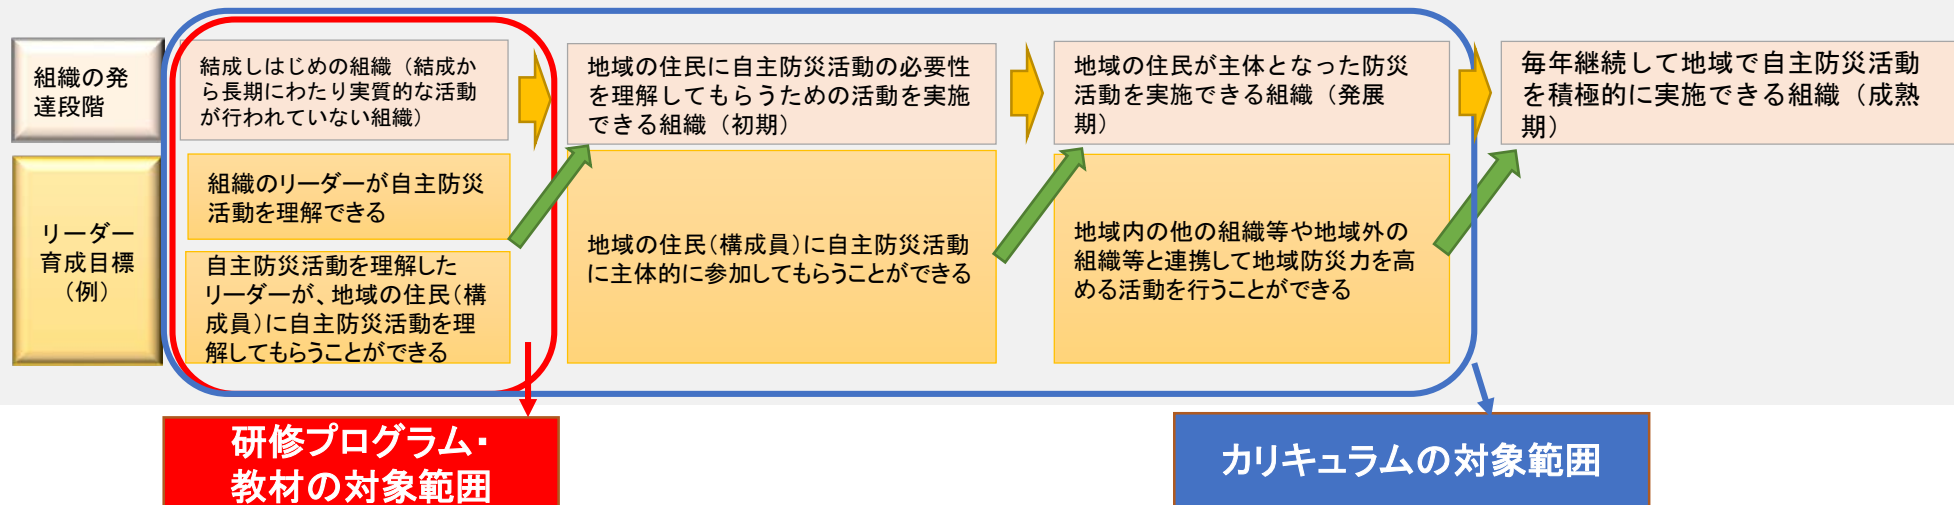 組織の発
達段階
結成しはじめの組織（結成か
ら長期にわたり実質的な活動
が行われていない組織）
地域の住民に自主防災活動の必要性
を理解してもらうための活動を実施
できる組織（初期）
地域の住民が主体となった防災
活動を実施できる組織（発展
期）
毎年継続して地域で自主防災活動
を積極的に実施できる組織（成熟
期）
リーダー
育成目標
（例）
組織のリーダーが自主防災
活動を理解できる
自主防災活動を理解した
リーダーが、地域の住民（構
成員）に自主防災活動を理
解してもらうことができる
地域の住民（構成員）に自主防災活動
に主体的に参加してもらうことができる
地域内の他の組織等や地域外の
組織等と連携して地域防災力を高
める活動を行うことができる
研修プログラム・
教材の対象範囲
カリキュラムの対象範囲